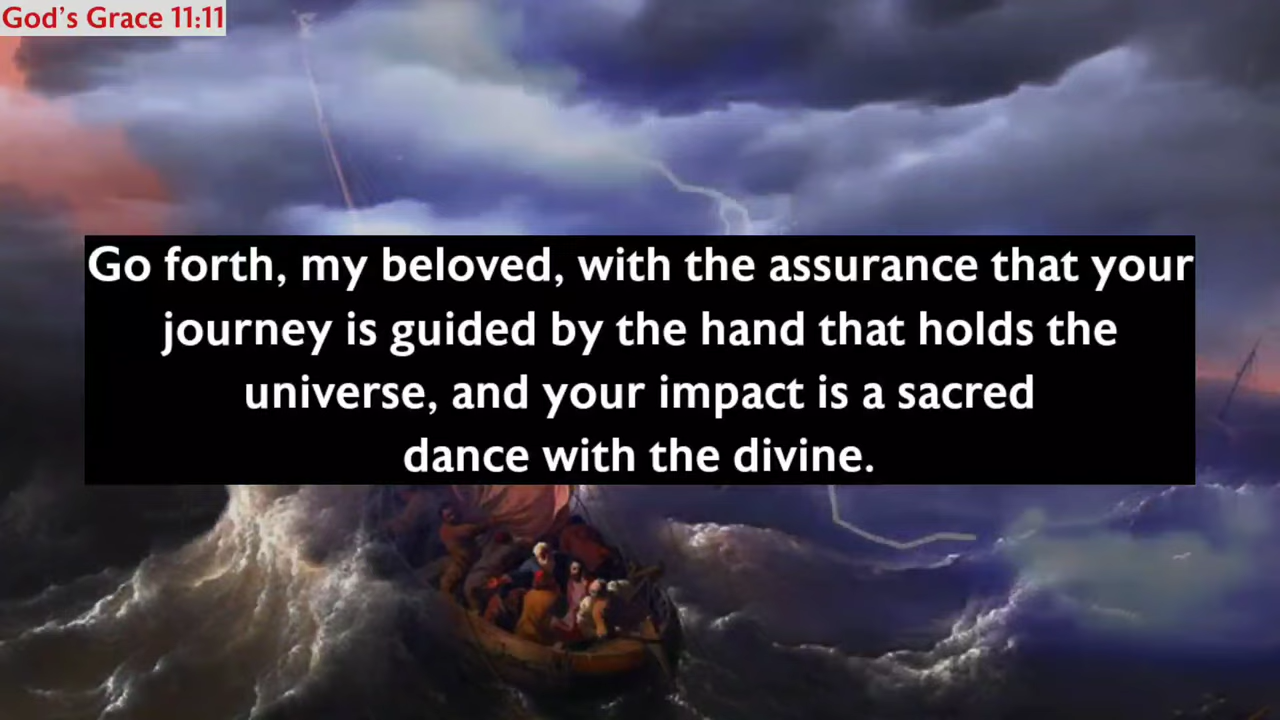 God's Grace 11:11
Go forth, my beloved, with the assurance that your
journey is guided by the hand that holds the
universe, and your impact is a sacred
dance with the divine.